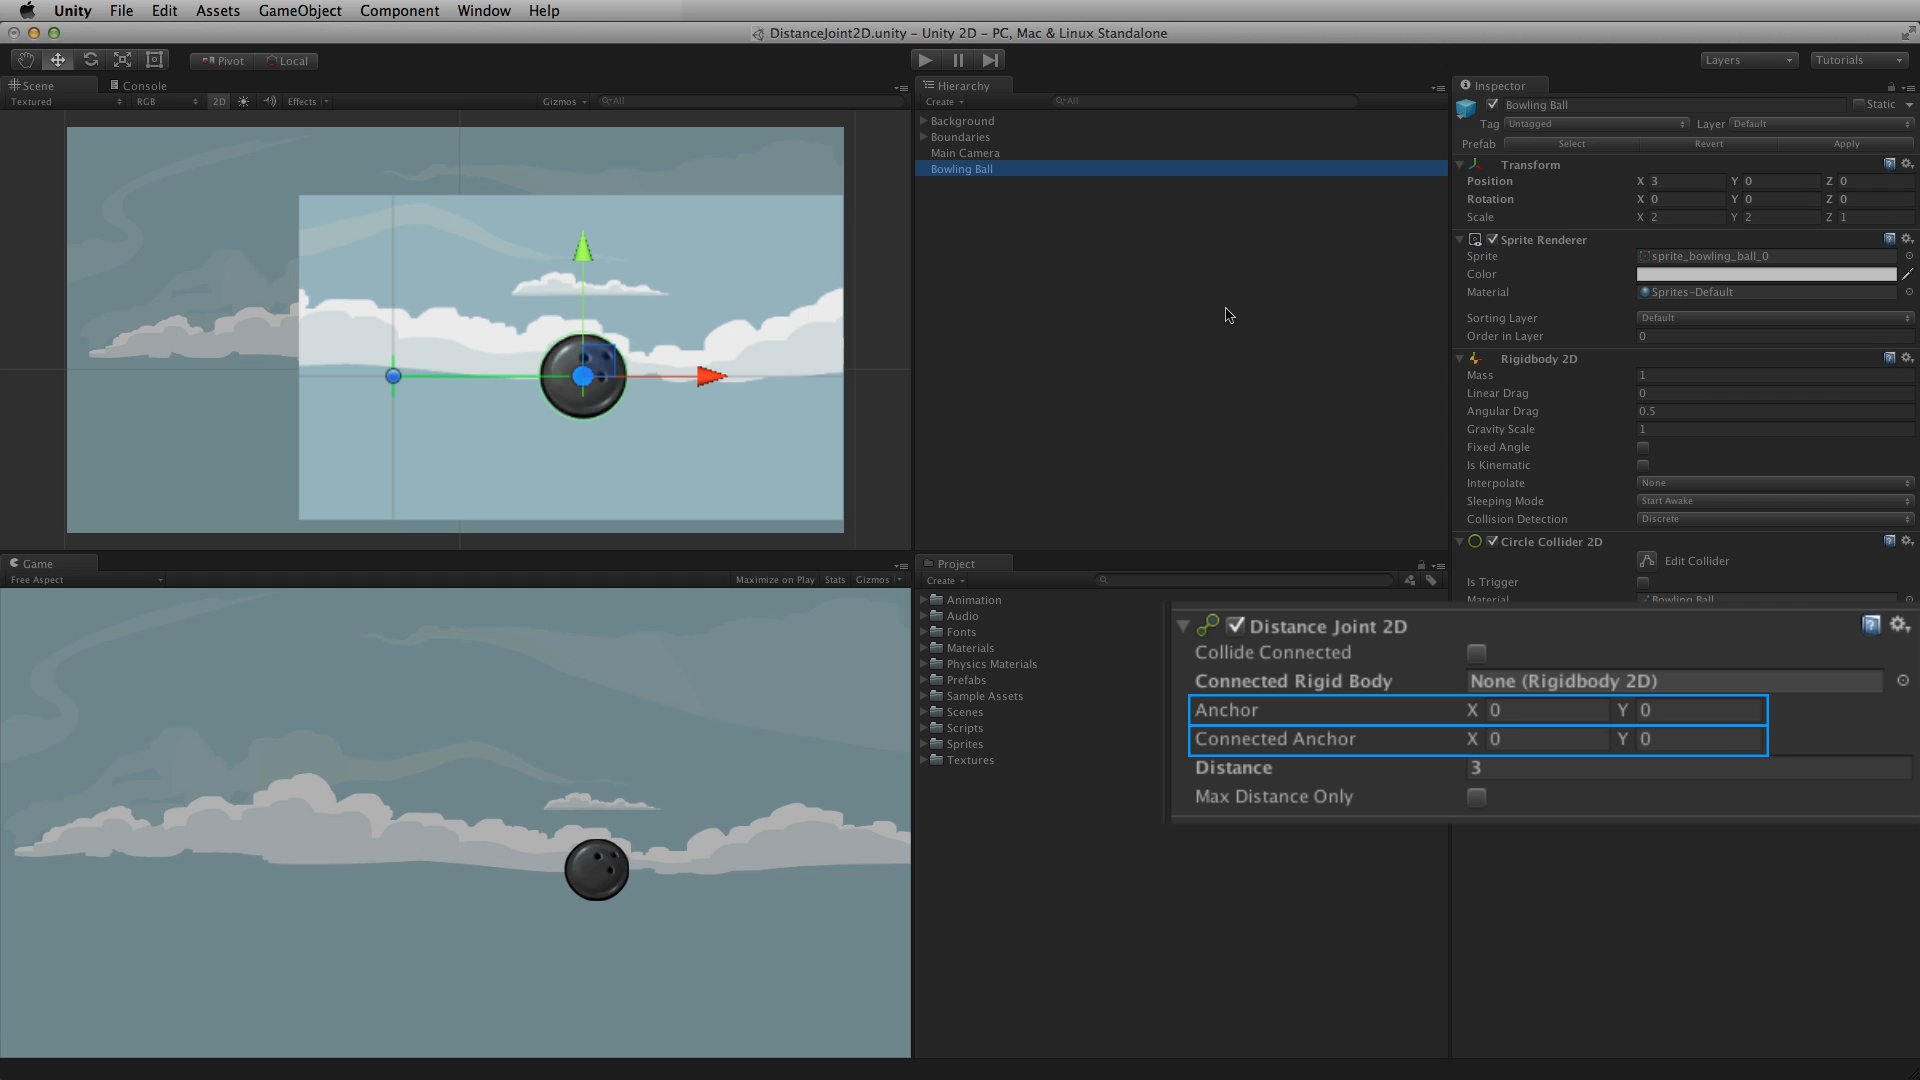 Unity File Edit Assets GameObject Component Window Help
DistanceJoint2D.unity – Unity 2D – PC, Mac & Linux Standalone
Pivot Local Layers Tutorials
Scene Console
Textured RGB 2D Effects Gizmos All
Hierarchy
Create All
Background
Boundaries
Main Camera
Bowling Ball
Inspector
Bowling Ball Static
Tag Untagged Layer Default
Prefab Select Revert Apply
Transform
Position X 3 Y 0 Z 0
Rotation X 0 Y 0 Z 0
Scale X 2 Y 2 Z 1
Sprite Renderer
Sprite sprite_bowling_ball_0
Color
Material Sprites-Default
Sorting Layer Default
Order in Layer 0
Rigidbody 2D
Mass 1
Linear Drag 0
Angular Drag 0.5
Gravity Scale 1
Fixed Angle
Is Kinematic
Interpolate None
Sleeping Mode Start Awake
Collision Detection Discrete
Circle Collider 2D
Edit Collider
Is Trigger
Material Bowling Ball
Game
Free Aspect Maximize on Play Stats Gizmos
Project
Create
Animation
Audio
Fonts
Materials
Physics Materials
Prefabs
Sample Assets
Scenes
Scripts
Sprites
Textures
Distance Joint 2D
Collide Connected
Connected Rigid Body None (Rigidbody 2D)
Anchor X 0 Y 0
Connected Anchor X 0 Y 0
Distance 3
Max Distance Only